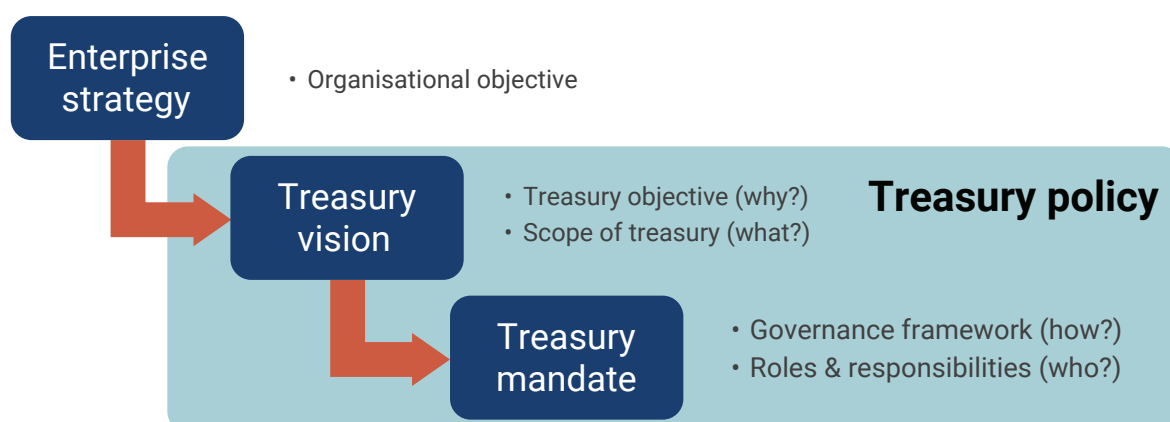 Enterprise
strategy
• Organisational objective
Treasury policy
Treasury
vision
• Treasury objective (why?)
• Scope of treasury (what?)
Treasury
mandate
• Governance framework (how?)
• Roles & responsibilities (who?)